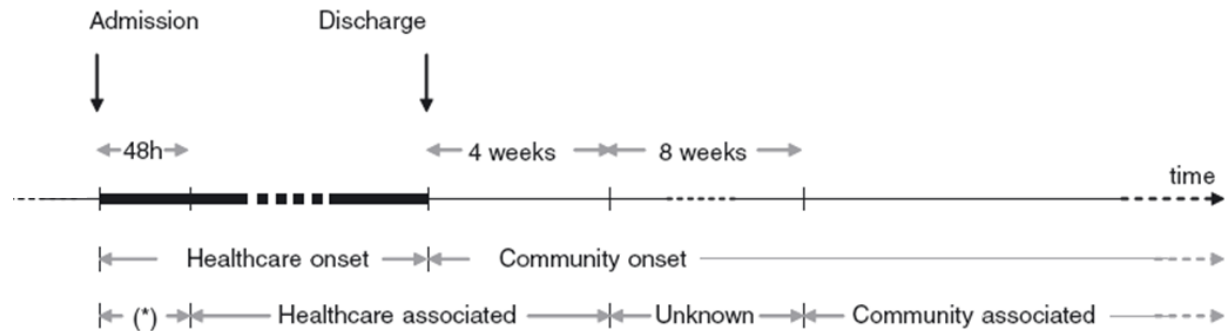 Admission Discharge
48h 4 weeks 8 weeks
time
Healthcare onset Community onset
(*) Healthcare associated Unknown Community associated